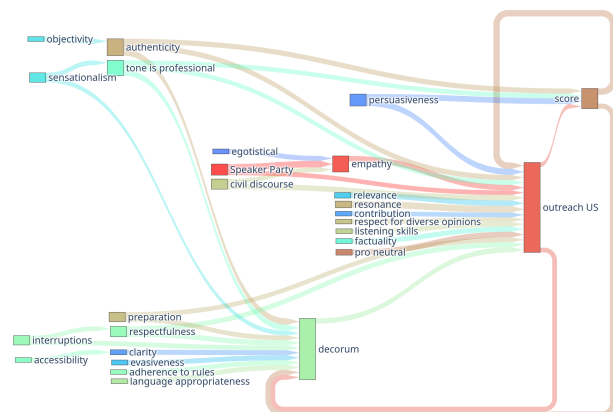 objectivity
authenticity
tone is professional
sensationalism
persuasiveness
score
egotistical
empathy
Speaker Party
civil discourse
relevance
resonance
contribution
respect for diverse opinions
listening skills
factuality
pro neutral
outreach US
preparation
respectfulness
interruptions
decorum
clarity
accessibility
evasiveness
adherence to rules
language appropriateness